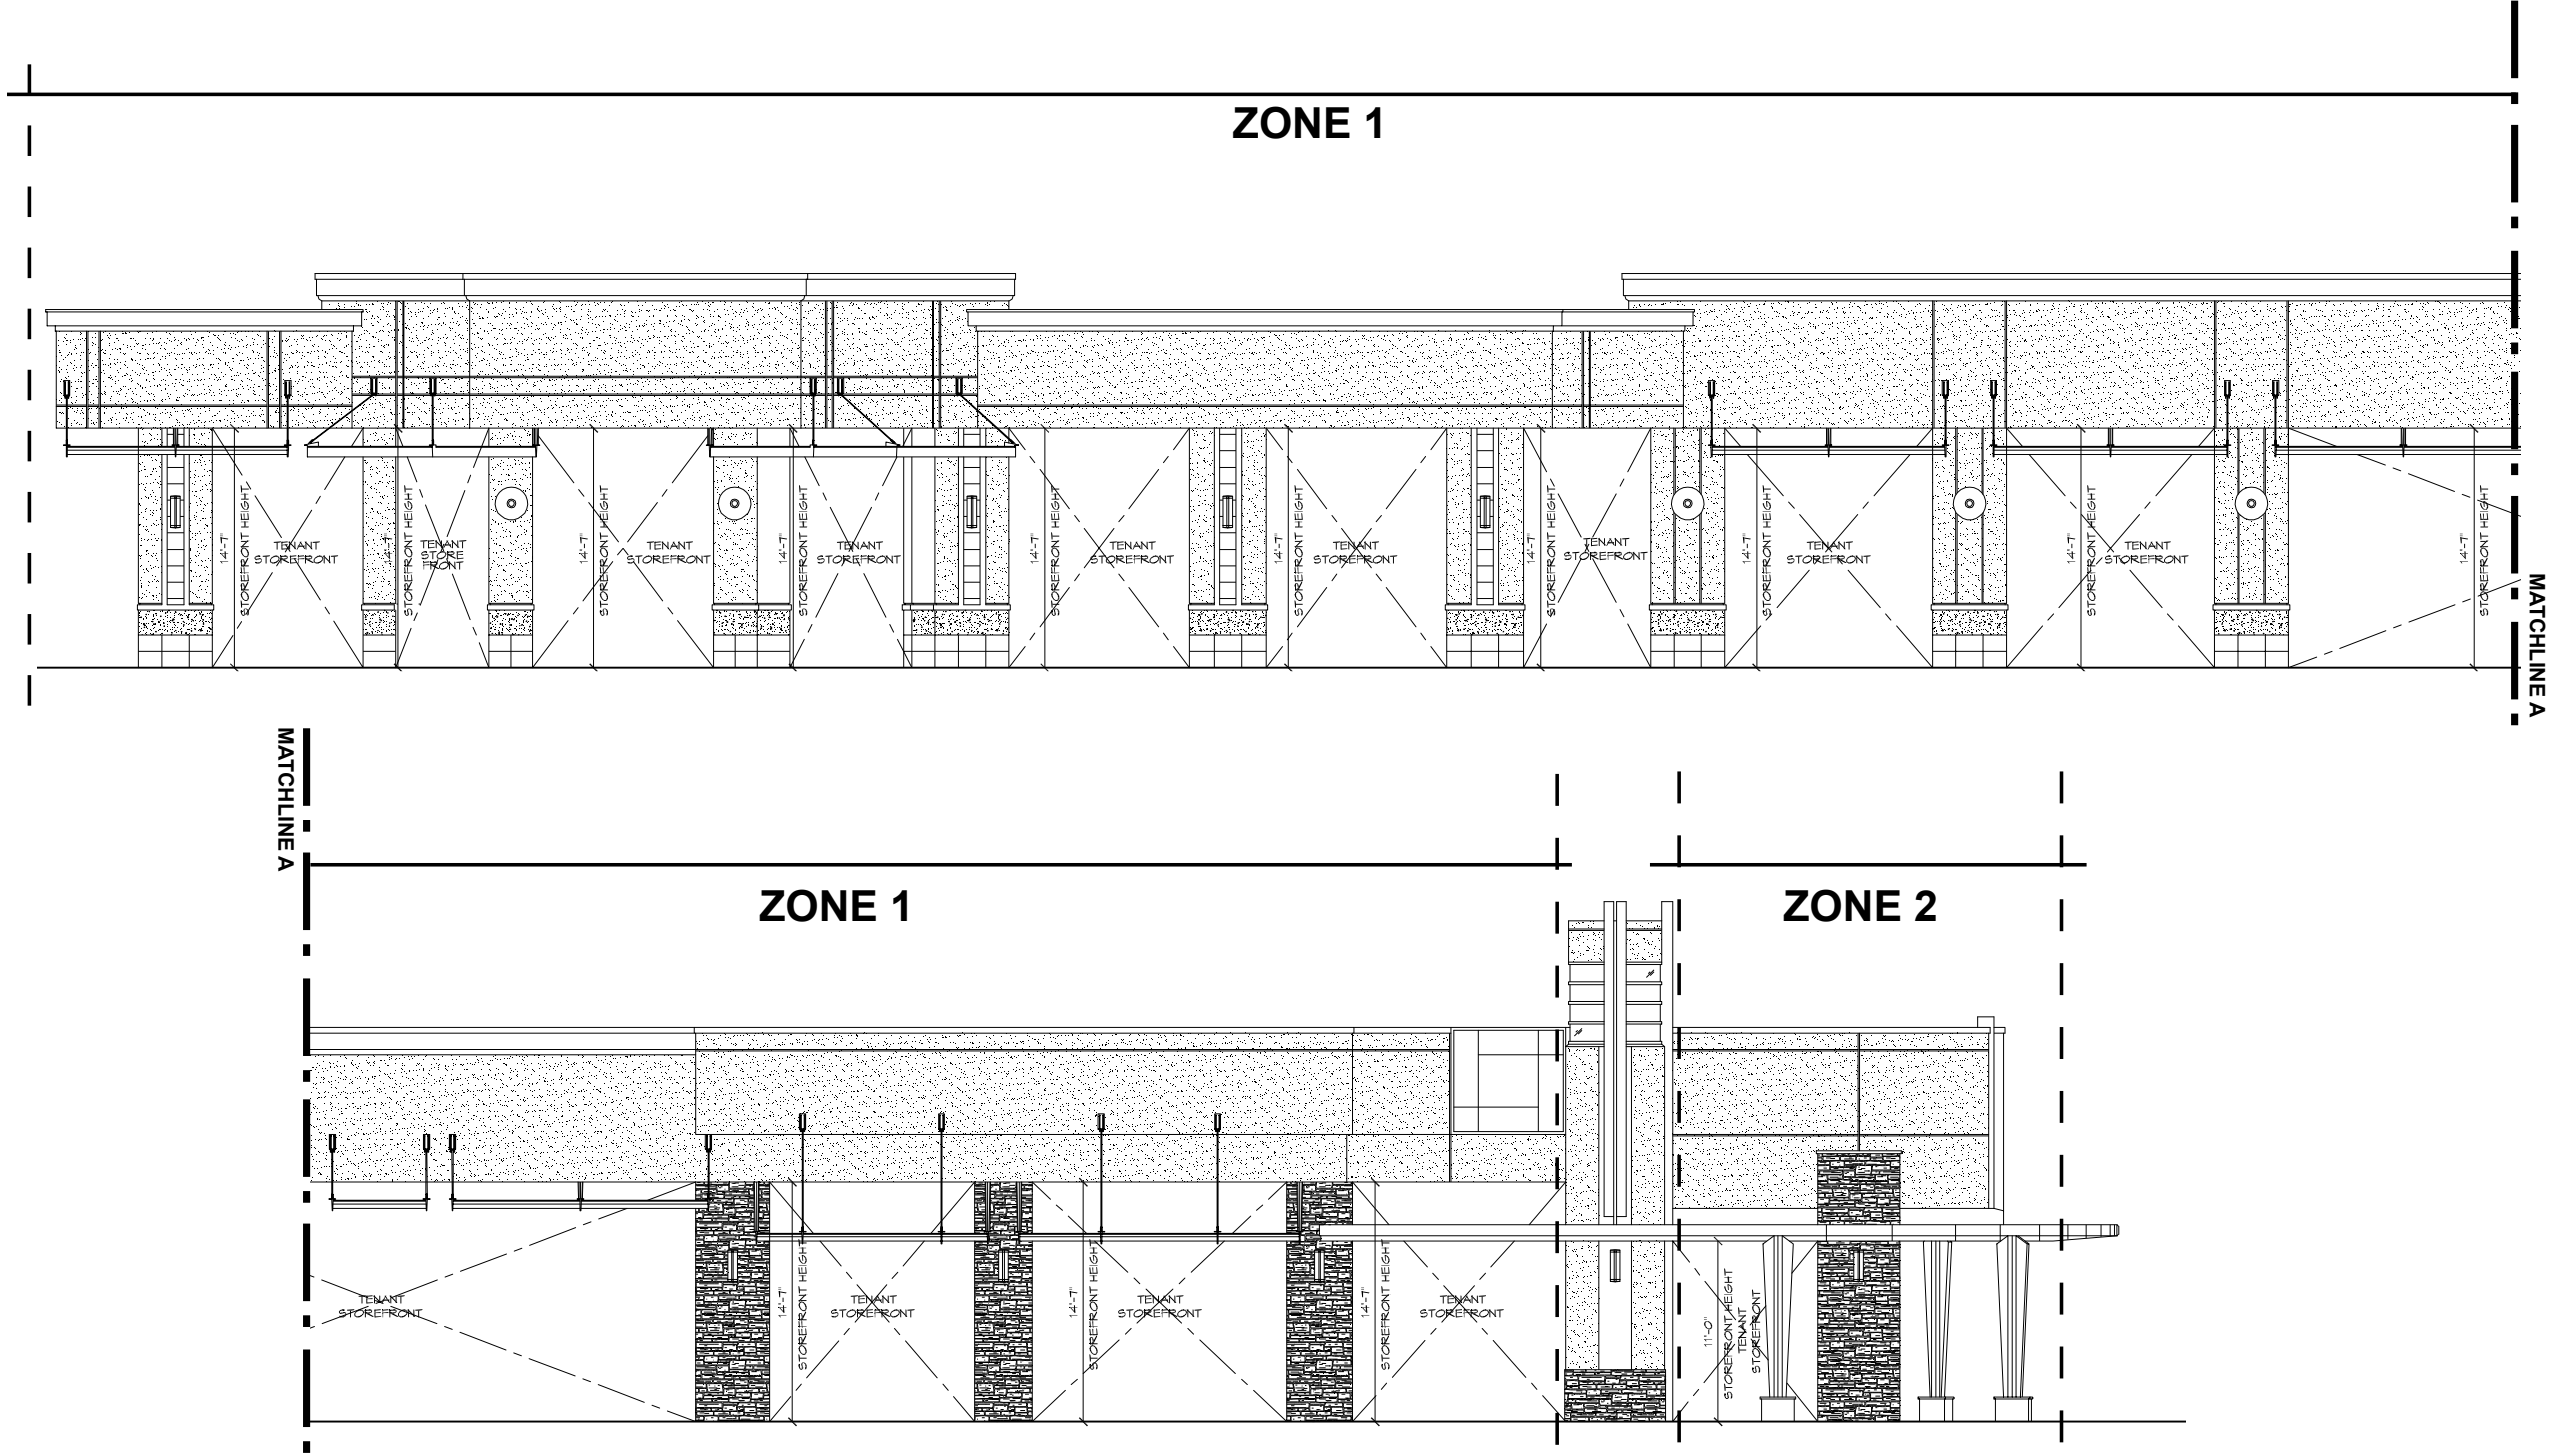 ZONE 1
14'-7"
STOREFRONT HEIGHT
TENANT
STOREFRONT
14'-7"
STOREFRONT HEIGHT
TENANT
STORE
FRONT
14'-7"
STOREFRONT HEIGHT
TENANT
STOREFRONT
14'-7"
STOREFRONT HEIGHT
TENANT
STOREFRONT
14'-7"
STOREFRONT HEIGHT
TENANT
STOREFRONT
14'-7"
STOREFRONT HEIGHT
TENANT
STOREFRONT
14'-7"
STOREFRONT HEIGHT
TENANT
STOREFRONT
14'-7"
STOREFRONT HEIGHT
TENANT
STOREFRONT
14'-7"
STOREFRONT HEIGHT
TENANT
STOREFRONT
14'-7"
STOREFRONT HEIGHT
MATCHLINE A
MATCHLINE A
ZONE 1
ZONE 2
TENANT
STOREFRONT
14'-7"
STOREFRONT HEIGHT
TENANT
STOREFRONT
14'-7"
STOREFRONT HEIGHT
TENANT
STOREFRONT
14'-7"
STOREFRONT HEIGHT
TENANT
STOREFRONT
11'-0"
STOREFRONT HEIGHT
TENANT
STOREFRONT